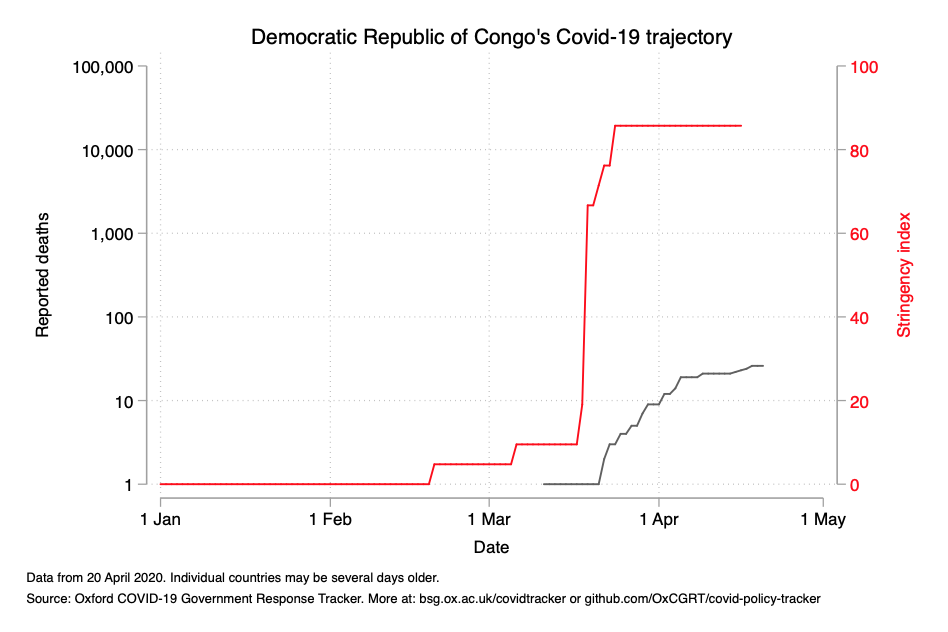 Democratic Republic of Congo's Covid-19 trajectory
100,000
10,000
1,000
100
10
1
Reported deaths
100
80
60
40
20
0
Stringency index
1 Jan
1 Feb
1 Mar
1 Apr
1 May
Date
Data from 20 April 2020. Individual countries may be several days older.
Source: Oxford COVID-19 Government Response Tracker. More at: bsg.ox.ac.uk/covidtracker or github.com/OxCGRT/covid-policy-tracker